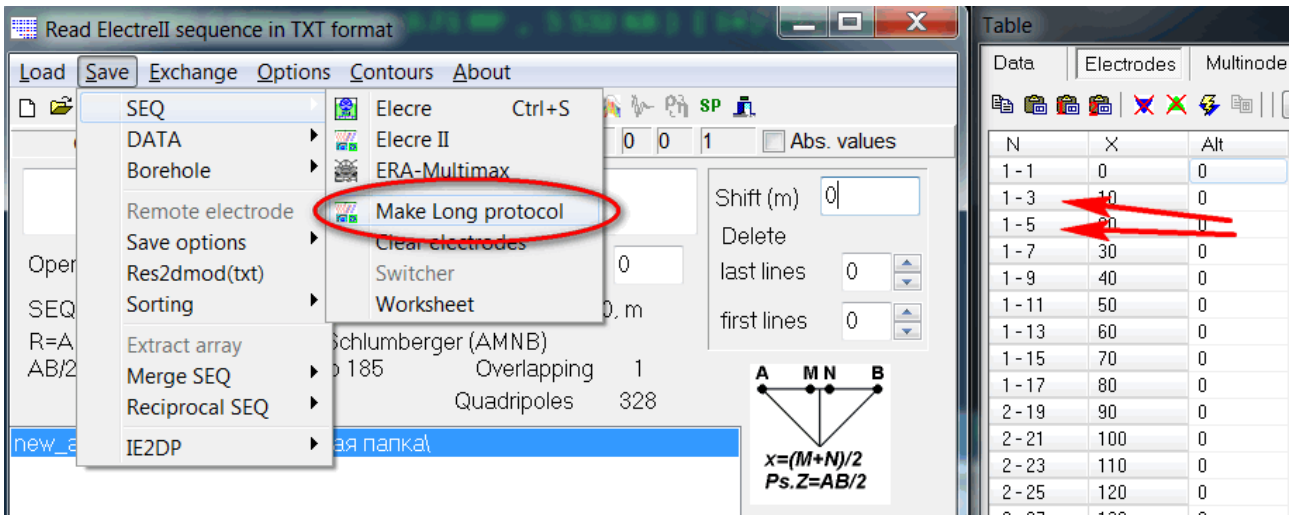 Read ElectreII sequence in TXT format
Load Save Exchange Options Contours About
SEQ
DATA
Borehole
Remote electrode
Save options
Res2dmod(txt)
Sorting
Extract array
Merge SEQ
Reciprocal SEQ
IE2DP
Elecre Ctrl+S
Elecre II
ERA-Multimax
Make Long protocol
Clear electrodes
Switcher
Worksheet
SP
0 0 1 Abs. values
Oper
0
SEQ
0, m
R=A
Schlumberger (AMNB)
AB/2
185 Overlapping 1
Quadripoles 328
new_a
ая папка\
Shift (m) 0
Delete
last lines 0
first lines 0
A M N B
x=(M+N)/2
Ps.Z=AB/2
Table
Data Electrodes Multinode
N X Alt
1 - 1 0 0
1 - 3 10 0
1 - 5 0
1 - 7 30 0
1 - 9 40 0
1 - 11 50 0
1 - 13 60 0
1 - 15 70 0
1 - 17 80 0
2 - 19 90 0
2 - 21 100 0
2 - 23 110 0
2 - 25 120 0